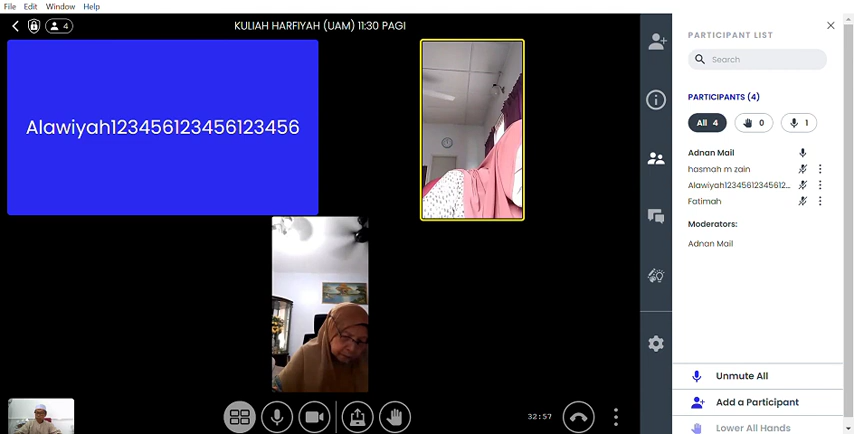 File Edit Window Help
4
KULIAH HARFIYAH (UAM) 11:30 PAGI
Alawiyah123456123456123456
32:57
PARTICIPANT LIST
Search
PARTICIPANTS (4)
All 4
0
1
Adnan Mail
hasmah m zain
Alawiyah12345612345612...
Fatimah
Moderators:
Adnan Mail
Unmute All
Add a Participant
Lower All Hands